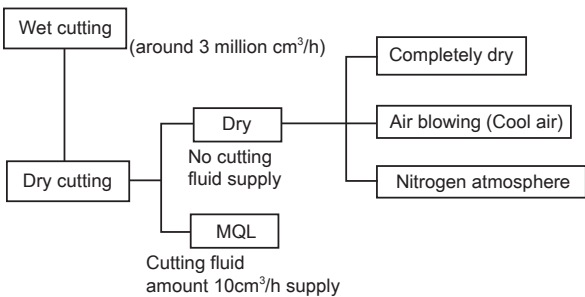 Wet cutting
(around 3 million cm³/h)
Completely dry
Dry
Air blowing (Cool air)
No cutting
fluid supply
Dry cutting
Nitrogen atmosphere
MQL
Cutting fluid
amount 10cm³/h supply